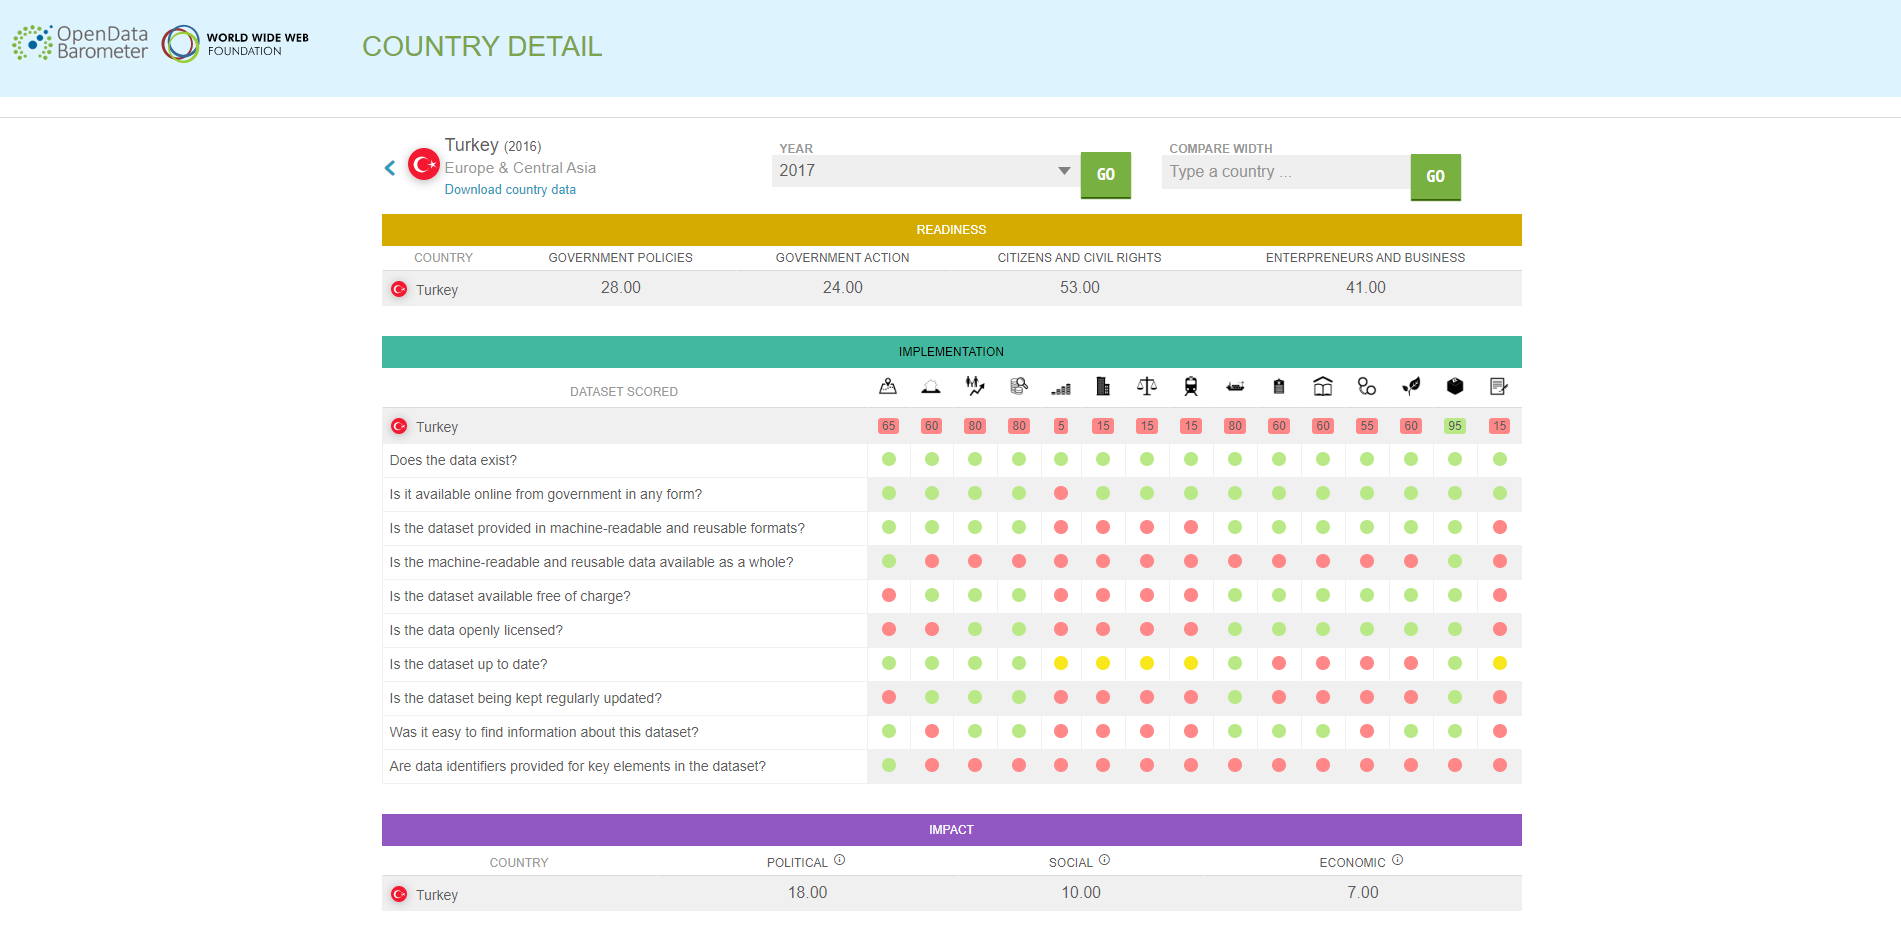 OpenData
Barometer
WORLD WIDE WEB
FOUNDATION
COUNTRY DETAIL
Turkey (2016)
Europe & Central Asia
Download country data
YEAR
2017
GO
COMPARE WIDTH
Type a country ...
GO
READINESS
COUNTRY GOVERNMENT POLICIES GOVERNMENT ACTION CITIZENS AND CIVIL RIGHTS ENTERPRENEURS AND BUSINESS
Turkey 28.00 24.00 53.00 41.00
IMPLEMENTATION
DATASET SCORED
Turkey 65 60 80 80 5 15 15 15 80 60 60 55 60 95 15
Does the data exist?
Is it available online from government in any form?
Is the dataset provided in machine-readable and reusable formats?
Is the machine-readable and reusable data available as a whole?
Is the dataset available free of charge?
Is the data openly licensed?
Is the dataset up to date?
Is the dataset being kept regularly updated?
Was it easy to find information about this dataset?
Are data identifiers provided for key elements in the dataset?
IMPACT
COUNTRY POLITICAL SOCIAL ECONOMIC
Turkey 18.00 10.00 7.00